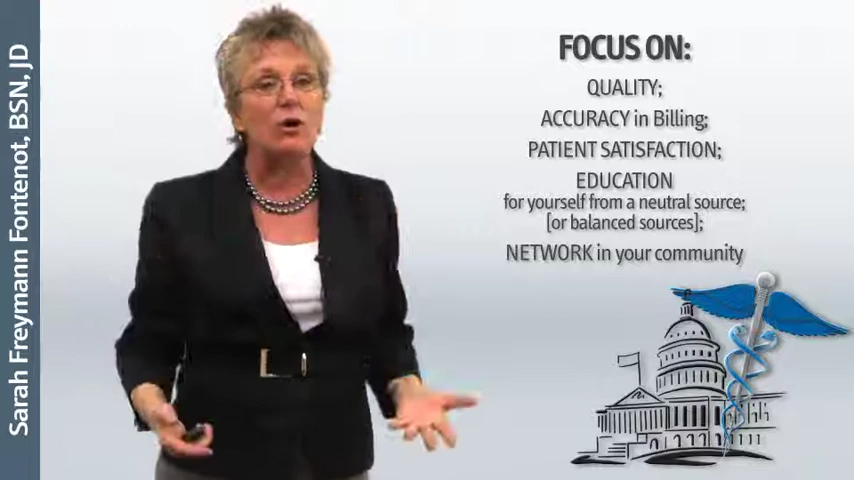 Sarah Freymann Fontenot, BSN, JD
FOCUS ON:
QUALITY;
ACCURACY in Billing;
PATIENT SATISFACTION;
EDUCATION
for yourself from a neutral source;
[or balanced sources];
NETWORK in your community